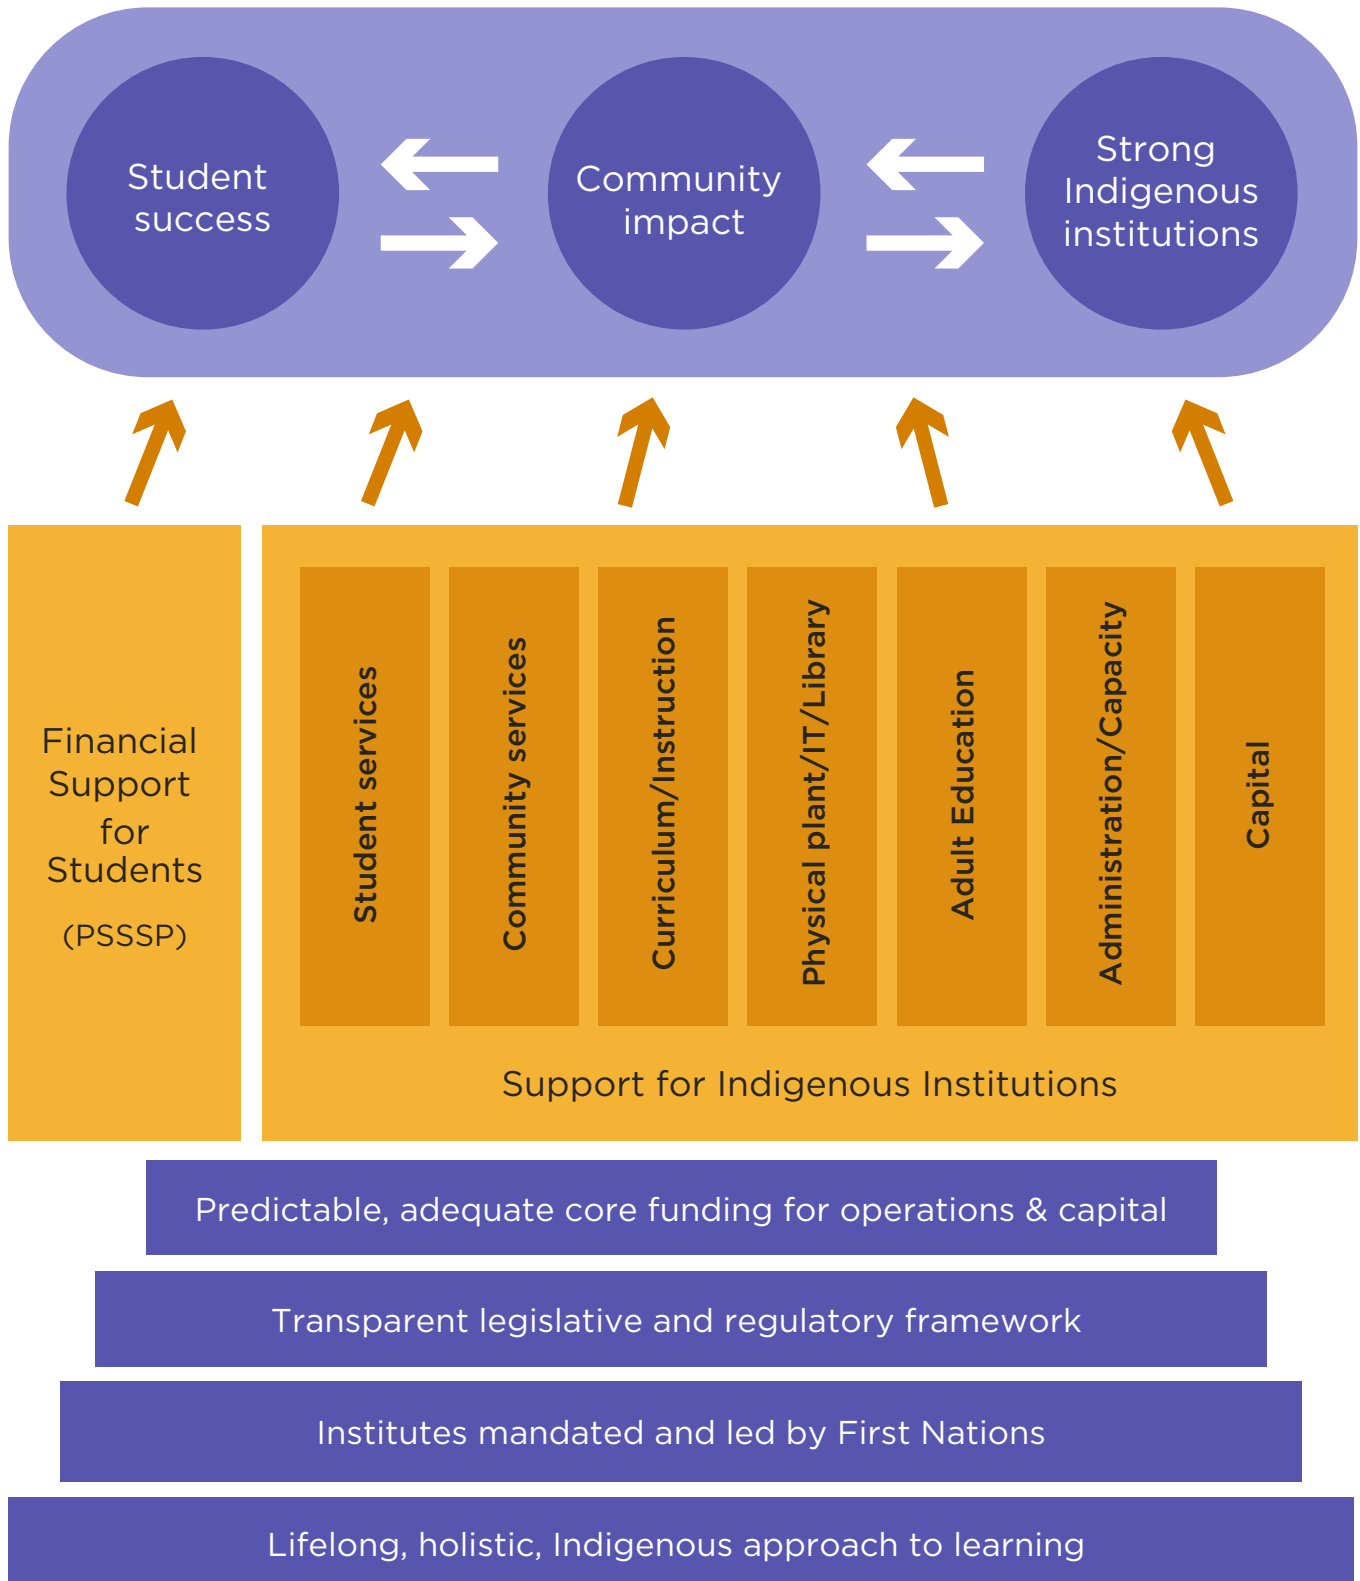 Student
success
Community
impact
Strong
Indigenous
institutions
Financial
Support
for
Students
(PSSSP)
Student services
Community services
Curriculum/Instruction
Physical plant/IT/Library
Adult Education
Administration/Capacity
Capital
Support for Indigenous Institutions
Predictable, adequate core funding for operations & capital
Transparent legislative and regulatory framework
Institutes mandated and led by First Nations
Lifelong, holistic, Indigenous approach to learning